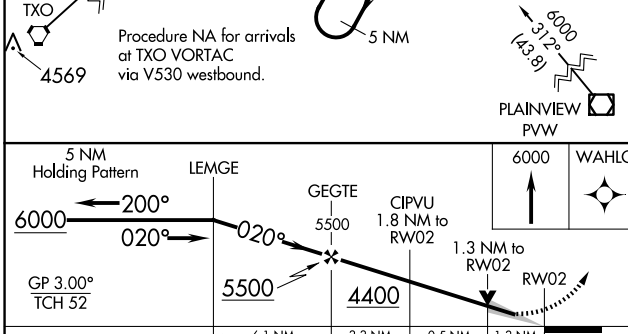 TXO
4569
Procedure NA for arrivals
at TXO VORTAC
via V530 westbound.
5 NM
6000
312°
(43.8)
PLAINVIEW
PVW
5 NM
Holding Pattern
LEMGE
GEGTE
5500
CIPVU
1.8 NM to
RW02
1.3 NM to
RW02
RW02
6000
200°
020°
020°
GP 3.00°
TCH 52
5500
4400
6000